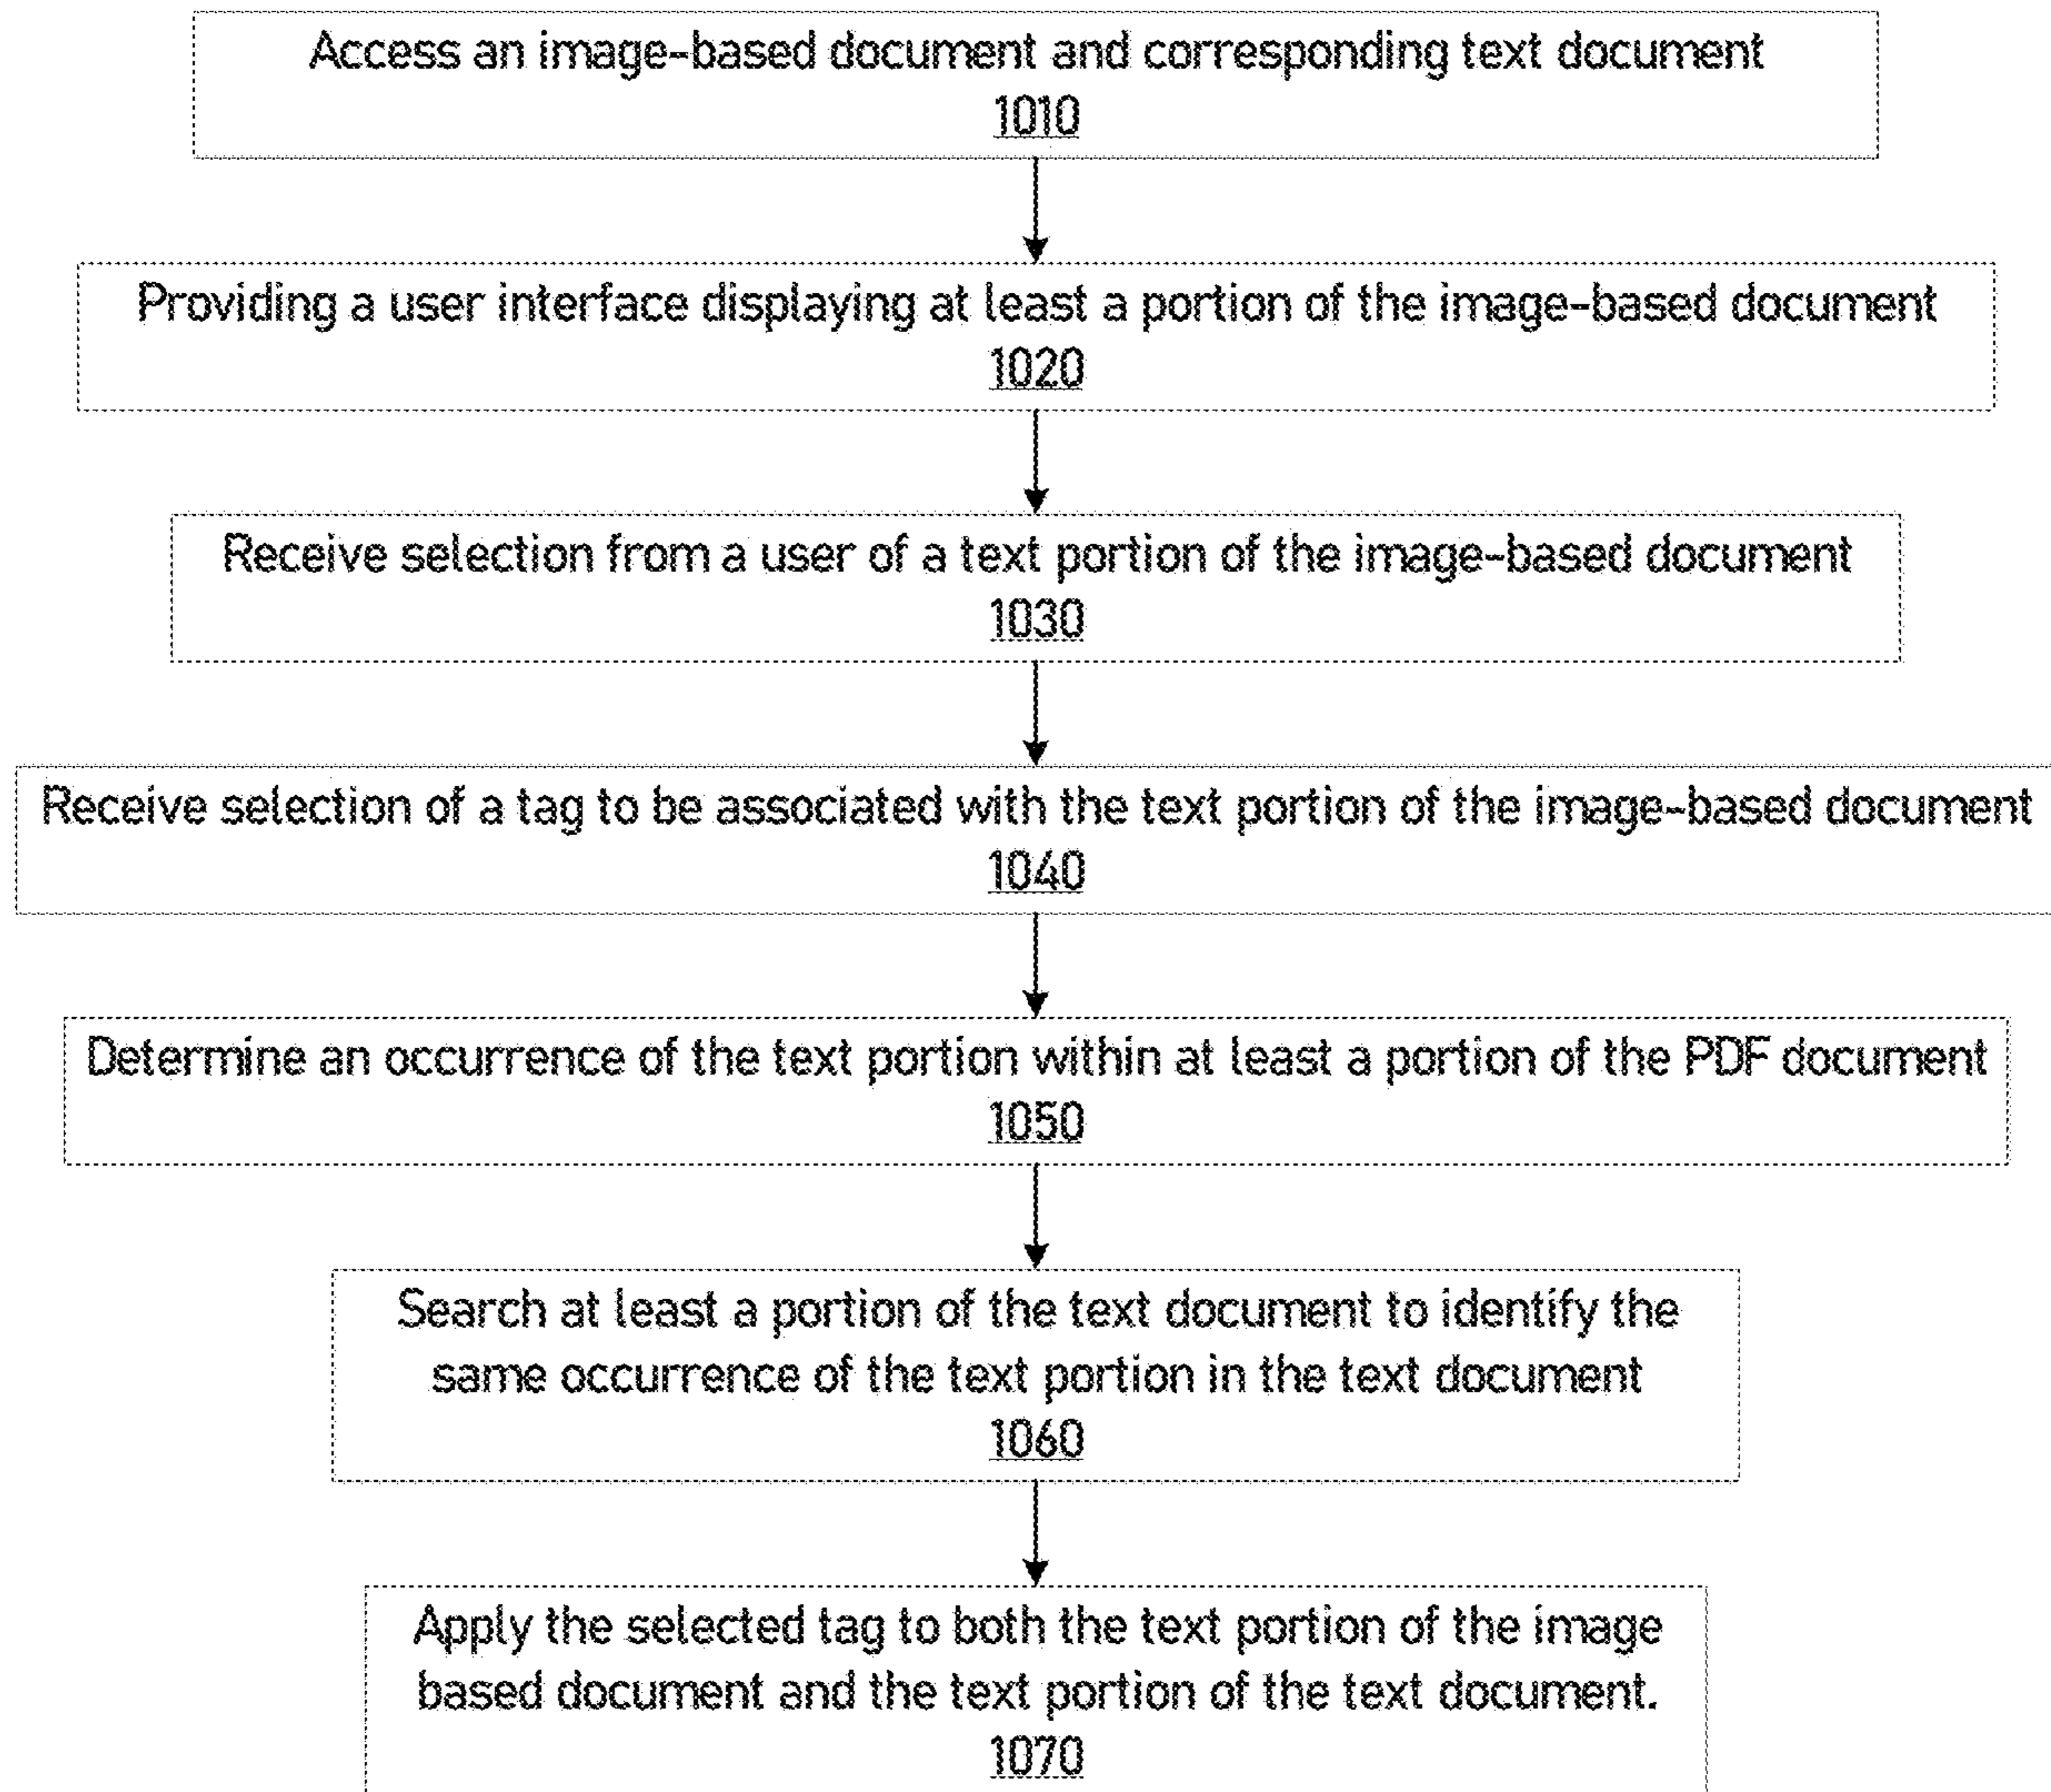 Access an image-based document and corresponding text document
1010
Providing a user interface displaying at least a portion of the image-based document
1020
Receive selection from a user of a text portion of the image-based document
1030
Receive selection of a tag to be associated with the text portion of the image-based document
1040
Determine an occurrence of the text portion within at least a portion of the PDF document
1050
Search at least a portion of the text document to identify the
same occurrence of the text portion in the text document
1060
Apply the selected tag to both the text portion of the image
based document and the text portion of the text document.
1070